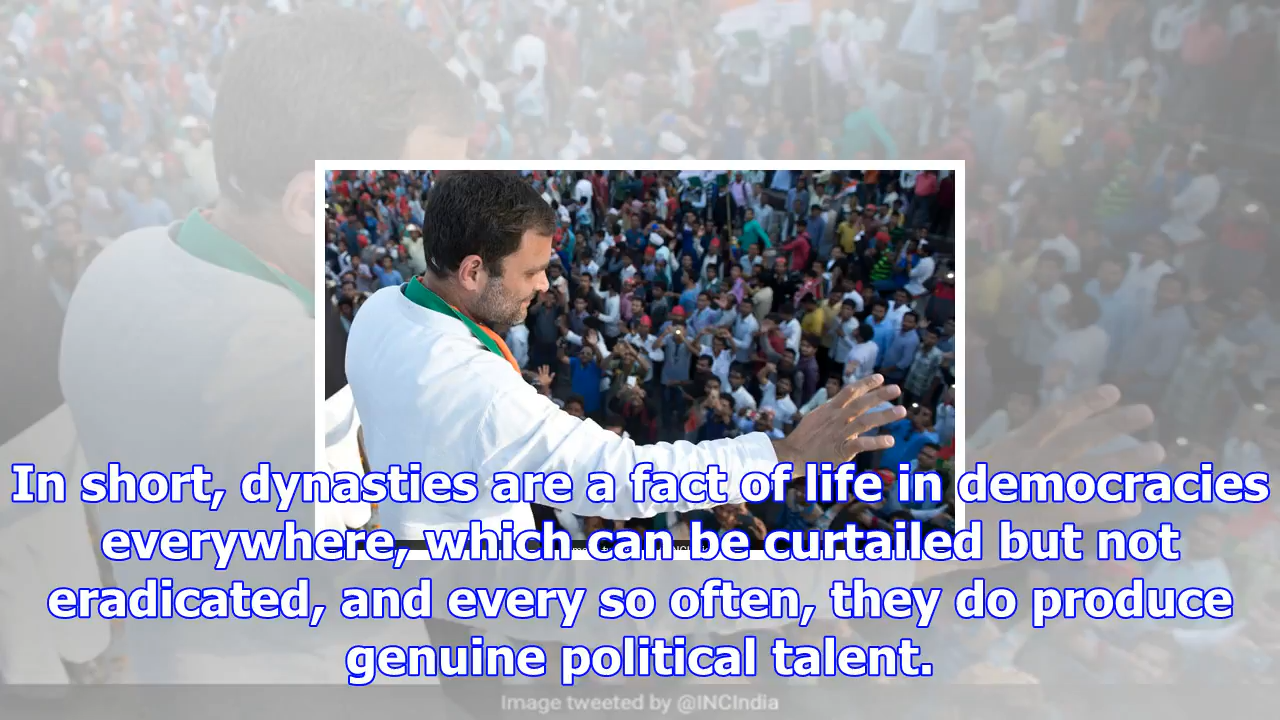 In short, dynasties are a fact of life in democracies
everywhere, which can be curtailed but not
eradicated, and every so often, they do produce
genuine political talent.
Image tweeted by @INCIndia